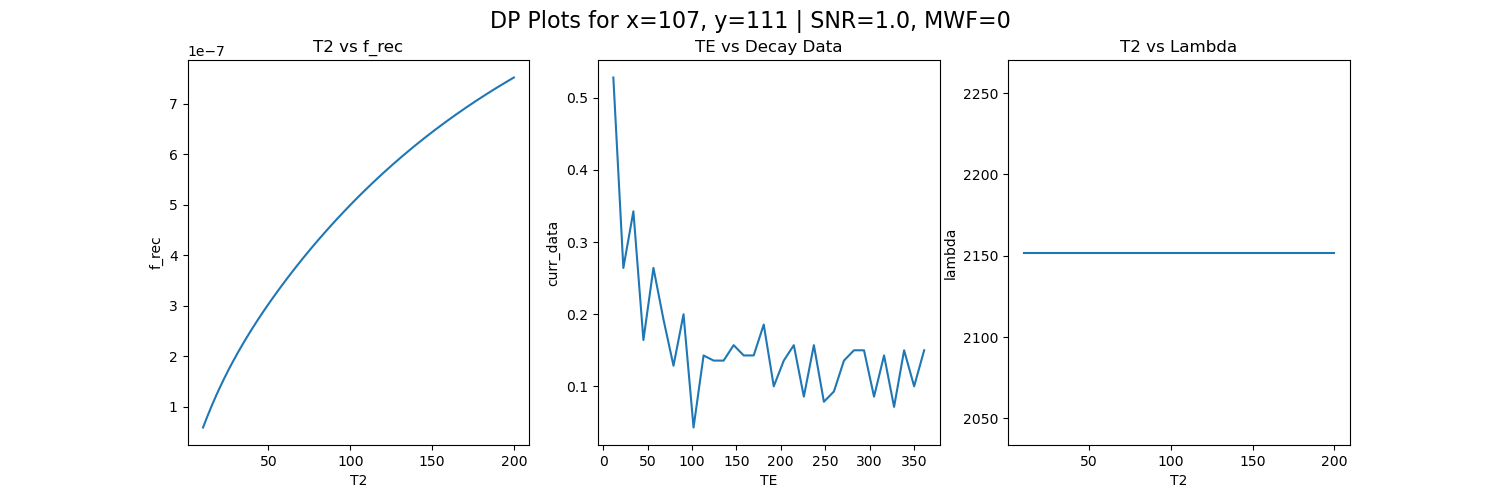 DP Plots for x=107, y=111 | SNR=1.0, MWF=0
T2 vs f_rec
1e−7
7
6
5
4
3
2
1
f_rec
50 100 150 200
T2
TE vs Decay Data
0.5
0.4
0.3
0.2
0.1
curr_data
0 50 100 150 200 250 300 350
TE
T2 vs Lambda
2250
2200
2150
2100
2050
lambda
50 100 150 200
T2